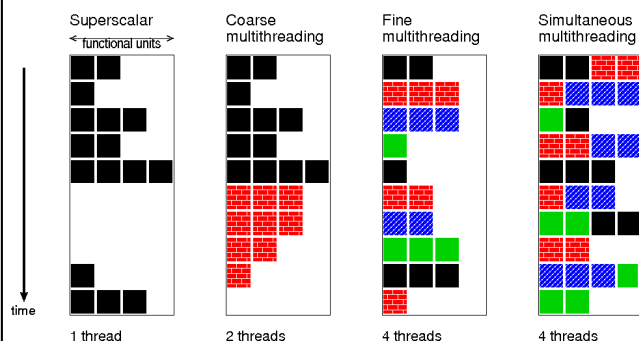 Superscalar
functional units
Coarse
multithreading
Fine
multithreading
Simultaneous
multithreading
time
1 thread
2 threads
4 threads
4 threads